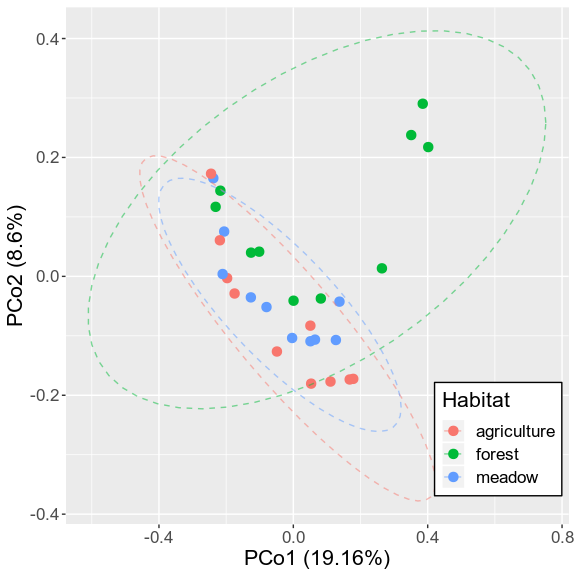 PCo2 (8.6%)
0.4
0.2
0.0
-0.2
-0.4
-0.4
0.0
0.4
0.8
PCo1 (19.16%)
Habitat
agriculture
forest
meadow